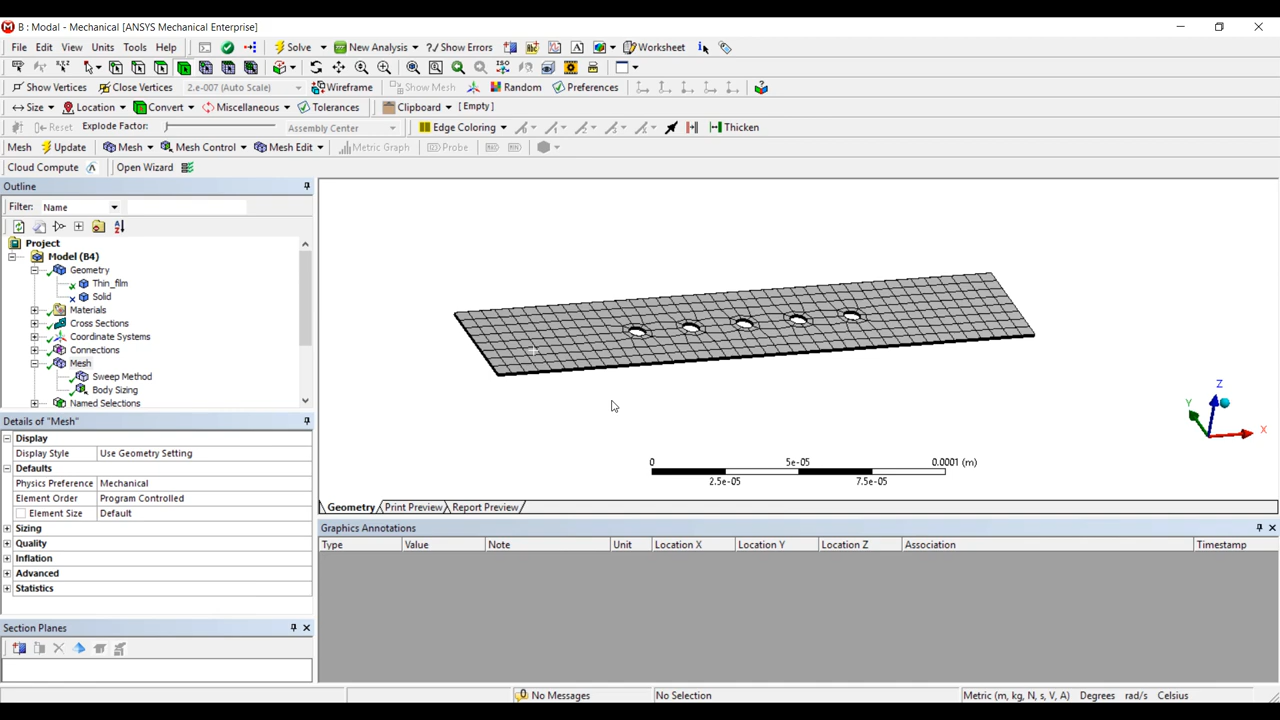 B : Modal - Mechanical [ANSYS Mechanical Enterprise]
File Edit View Units Tools Help Solve New Analysis Show Errors Worksheet
Show Vertices Close Vertices 2.e-007 (Auto Scale) Wireframe Show Mesh Random Preferences
Size Location Convert Miscellaneous Tolerances Clipboard [ Empty ]
Reset Explode Factor: Assembly Center Edge Coloring Thicken
Mesh Update Mesh Mesh Control Mesh Edit Metric Graph Probe
Cloud Compute Open Wizard
Outline
Filter: Name
Project
Model (B4)
Geometry
Thin_film
Solid
Materials
Cross Sections
Coordinate Systems
Connections
Mesh
Sweep Method
Body Sizing
Named Selections
Details of "Mesh"
Display
Display Style Use Geometry Setting
Defaults
Physics Preference Mechanical
Element Order Program Controlled
Element Size Default
Sizing
Quality
Inflation
Advanced
Statistics
Section Planes
Z
Y
X
0 5e-05 0.0001 (m)
2.5e-05 7.5e-05
Geometry Print Preview Report Preview
Graphics Annotations
Type Value Note Unit Location X Location Y Location Z Association Timestamp
No Messages No Selection Metric (m, kg, N, s, V, A) Degrees rad/s Celsius